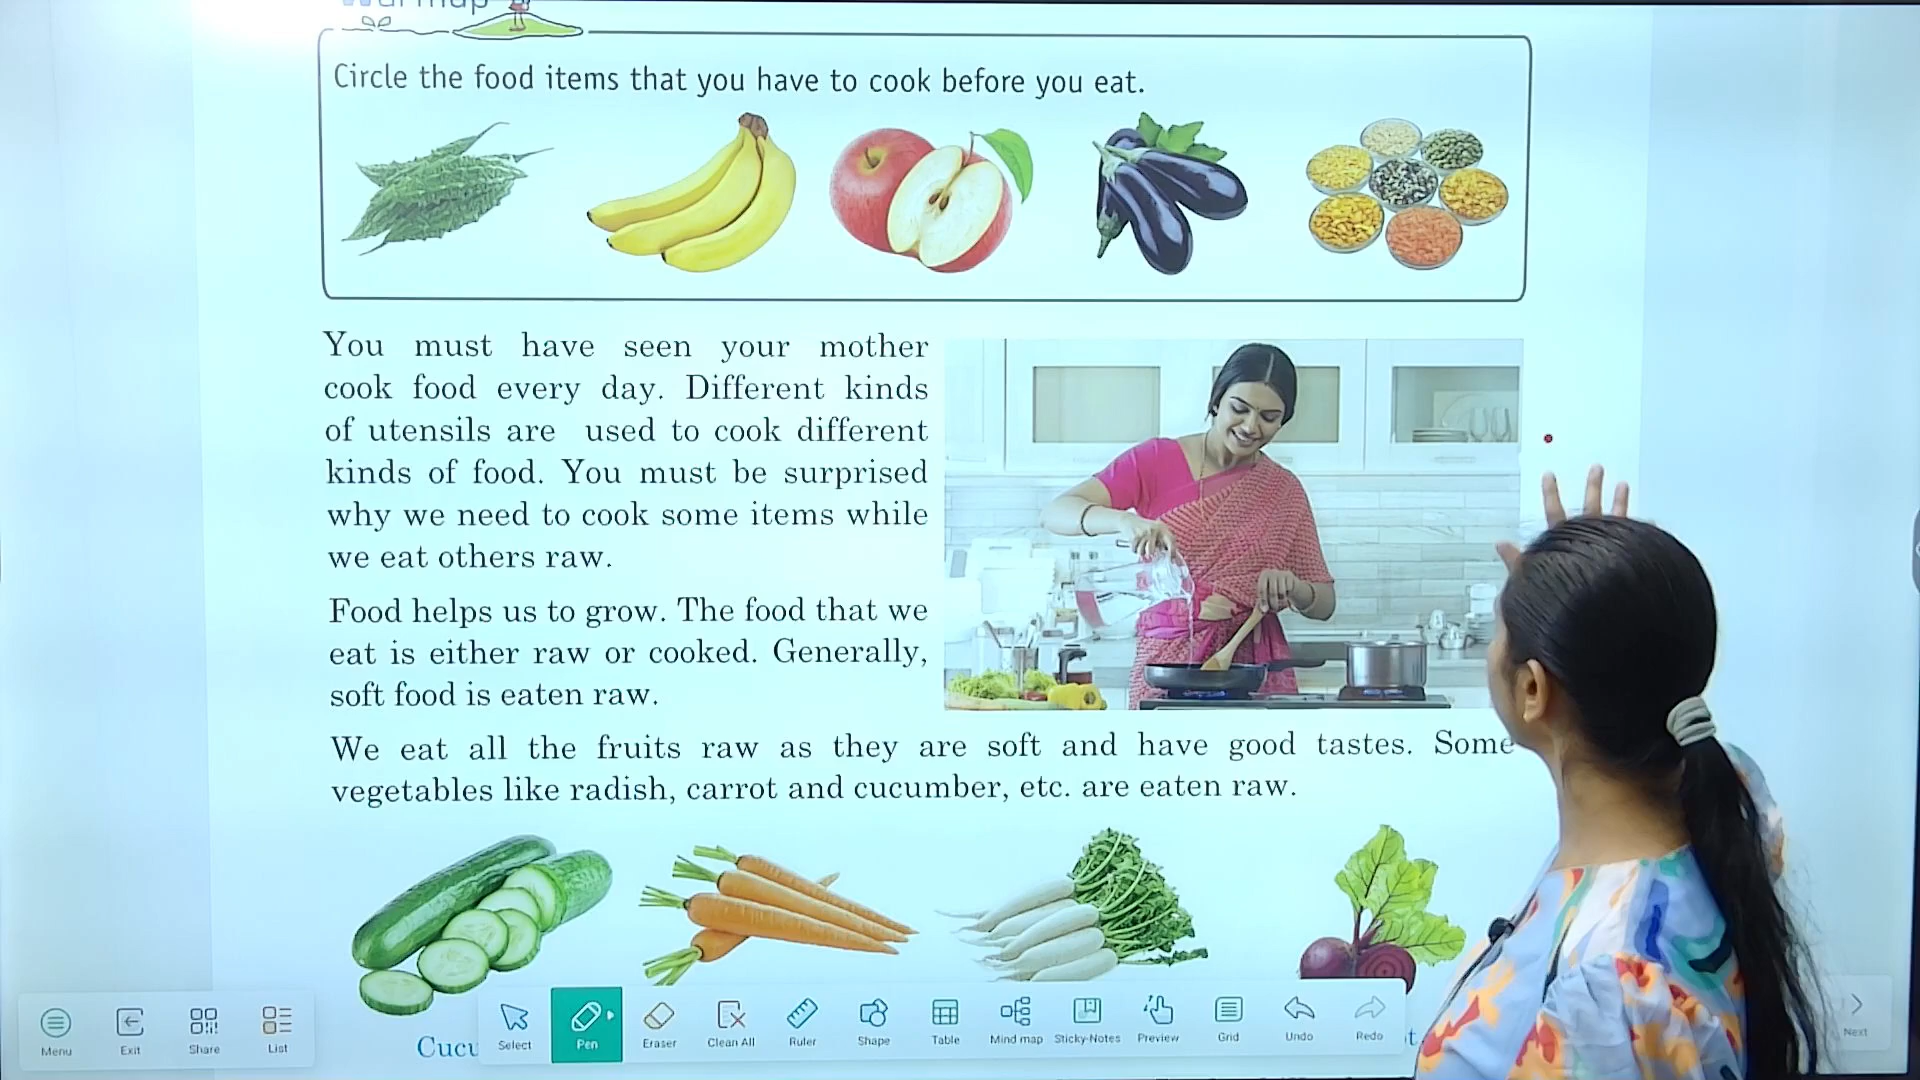 Warmup
Circle the food items that you have to cook before you eat.
You must have seen your mother
cook food every day. Different kinds
of utensils are used to cook different
kinds of food. You must be surprised
why we need to cook some items while
we eat others raw.
Food helps us to grow. The food that we
eat is either raw or cooked. Generally,
soft food is eaten raw.
We eat all the fruits raw as they are soft and have good tastes. Some
vegetables like radish, carrot and cucumber, etc. are eaten raw.
Cucu
Menu Exit Share List Select Pen Eraser Clean All Ruler Shape Table Mind map Sticky-Notes Preview Grid Undo Redo Next